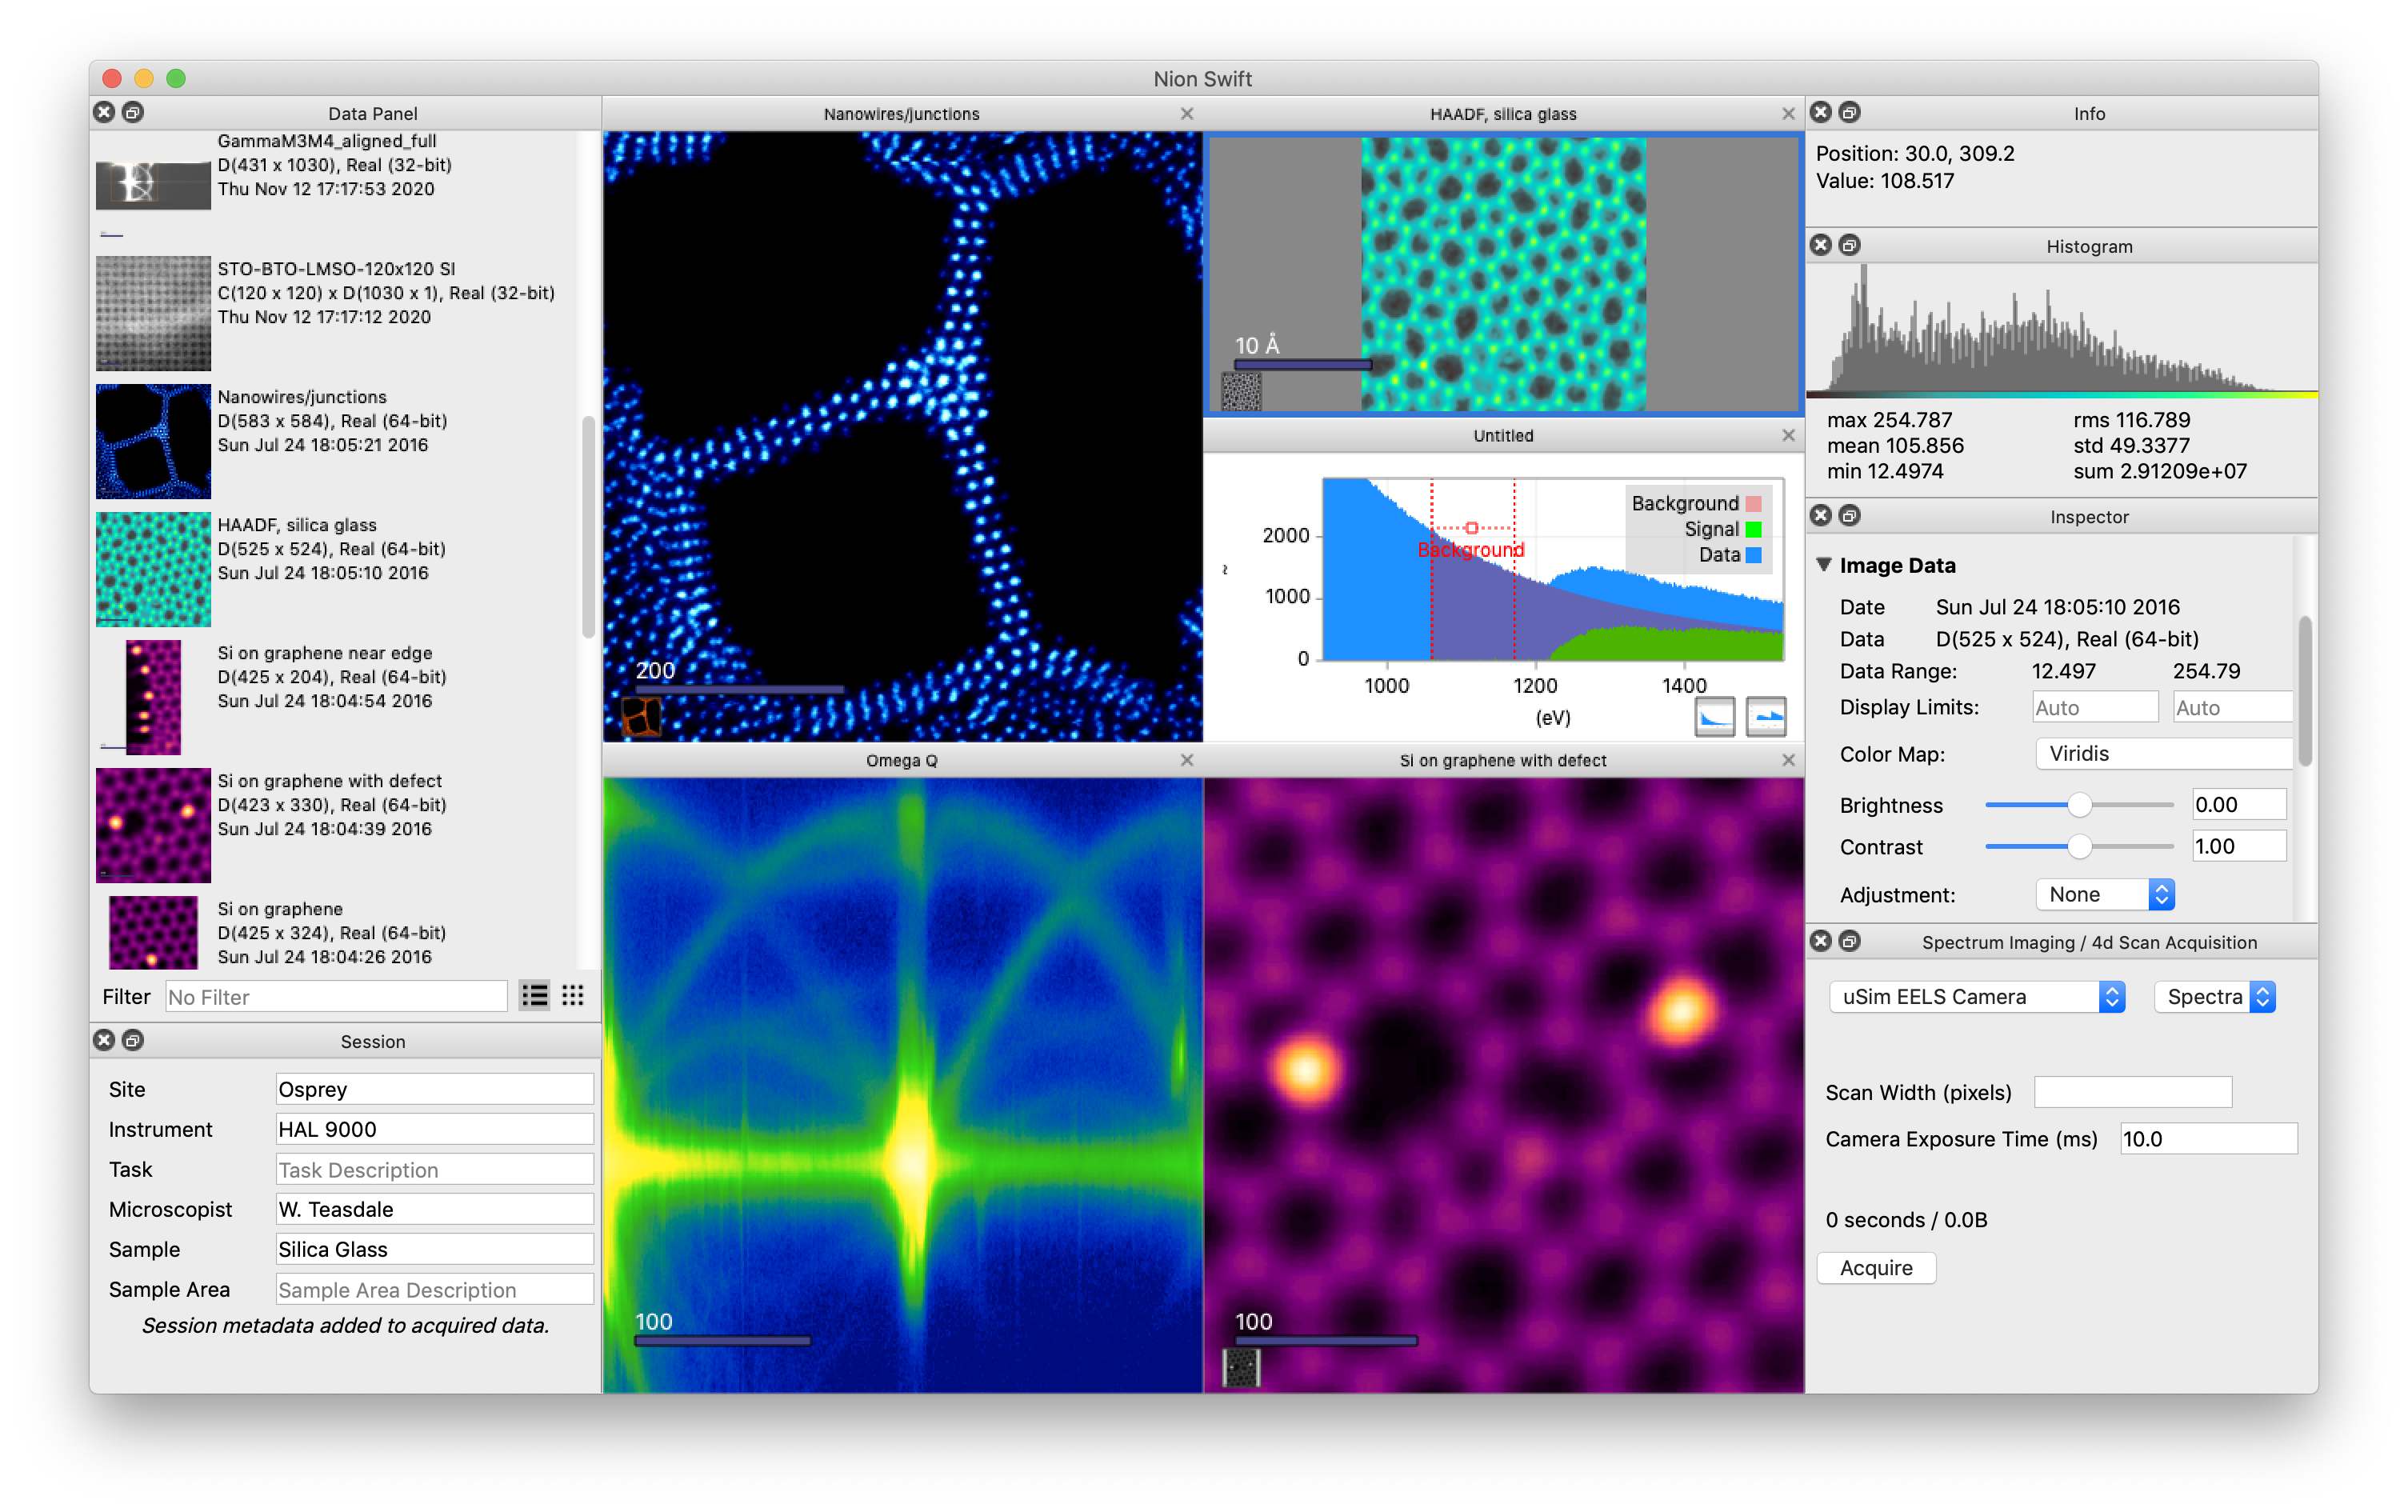 Nion Swift
Data Panel
GammaM3M4_aligned_full
D(431 x 1030), Real (32-bit)
Thu Nov 12 17:17:53 2020
STO-BTO-LMSO-120x120 SI
C(120 x 120) x D(1030 x 1), Real (32-bit)
Thu Nov 12 17:17:12 2020
Nanowires/junctions
D(583 x 584), Real (64-bit)
Sun Jul 24 18:05:21 2016
HAADF, silica glass
D(525 x 524), Real (64-bit)
Sun Jul 24 18:05:10 2016
Si on graphene near edge
D(425 x 204), Real (64-bit)
Sun Jul 24 18:04:54 2016
Si on graphene with defect
D(423 x 330), Real (64-bit)
Sun Jul 24 18:04:39 2016
Si on graphene
D(425 x 324), Real (64-bit)
Sun Jul 24 18:04:26 2016
Filter No Filter
Session
Site Osprey
Instrument HAL 9000
Task Task Description
Microscopist W. Teasdale
Sample Silica Glass
Sample Area Sample Area Description
Session metadata added to acquired data.
Nanowires/junctions
200
HAADF, silica glass
10 Å
Untitled
Background
Signal
Data
Background
2000
1000
0
~
1000 1200 1400
(eV)
Omega Q
100
Si on graphene with defect
100
Info
Position: 30.0, 309.2
Value: 108.517
Histogram
max 254.787 rms 116.789
mean 105.856 std 49.3377
min 12.4974 sum 2.91209e+07
Inspector
Image Data
Date Sun Jul 24 18:05:10 2016
Data D(525 x 524), Real (64-bit)
Data Range: 12.497 254.79
Display Limits: Auto Auto
Color Map: Viridis
Brightness 0.00
Contrast 1.00
Adjustment: None
Spectrum Imaging / 4d Scan Acquisition
uSim EELS Camera Spectra
Scan Width (pixels)
Camera Exposure Time (ms) 10.0
0 seconds / 0.0B
Acquire